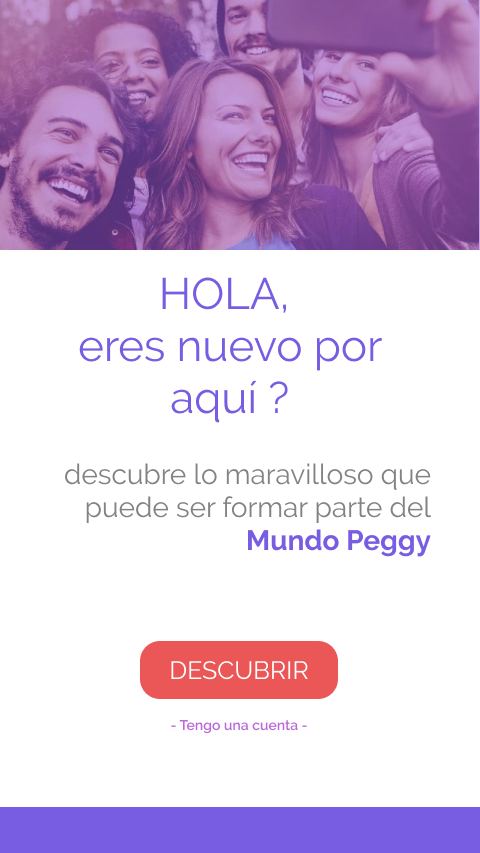 HOLA,
eres nuevo por
aquí ?
descubre lo maravilloso que
puede ser formar parte del
Mundo Peggy
DESCUBRIR
- Tengo una cuenta -